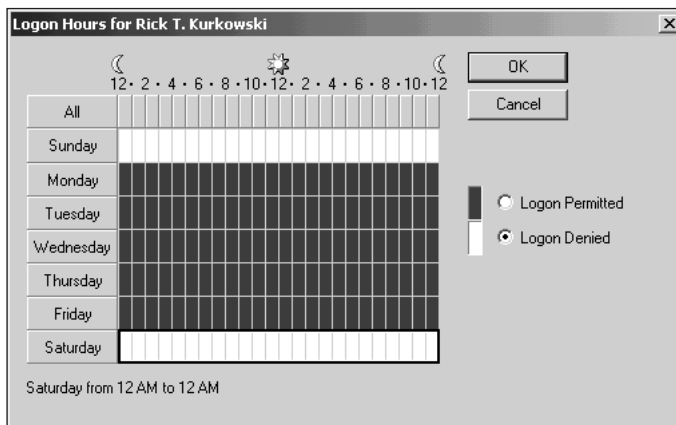 Logon Hours for Rick T. Kurkowski
OK
12 · 2 · 4 · 6 · 8 · 10 · 12 · 2 · 4 · 6 · 8 · 10 · 12
Cancel
All
Sunday
Monday
Tuesday
Logon Permitted
Wednesday
Logon Denied
Thursday
Friday
Saturday
Saturday from 12 AM to 12 AM